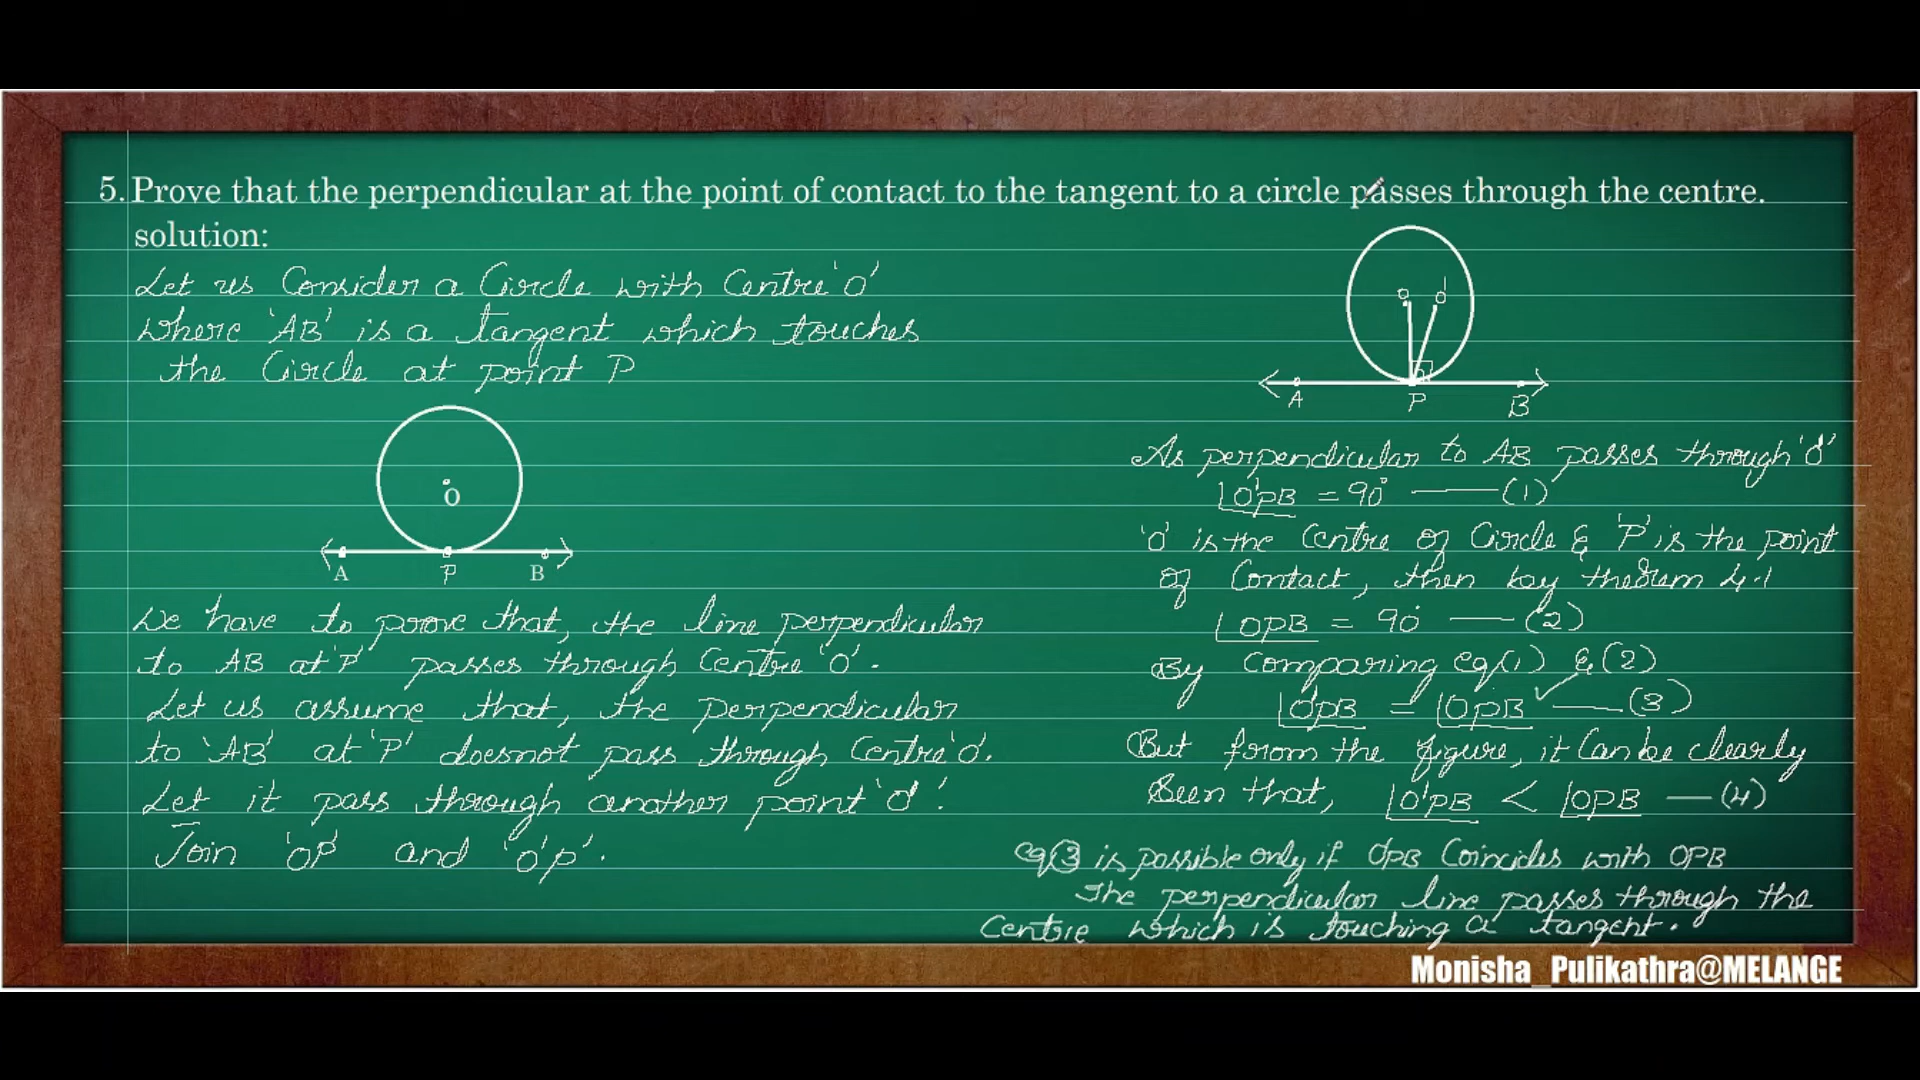 5. Prove that the perpendicular at the point of contact to the tangent to a circle passes through the centre.
solution:
Let us Consider a Circle with Centre 'O'
where 'AB' is a tangent which touches
the Circle at point P
O
A P B
We have to prove that, the line perpendicular
to AB at 'P' passes through Centre 'O'.
Let us assume that, the perpendicular
to 'AB' at 'P' doesnot pass through Centre 'O'.
Let it pass through another point 'O''.
Join 'OP' and 'O'P'.
O O'
A P B
As perpendicular to AB passes through 'O''
∠O'PB = 90° —— (1)
'O' is the Centre of Circle & 'P' is the point
of Contact, then by theorem 4.1
∠OPB = 90° —— (2)
By Comparing eq(1) & (2)
∠O'PB = ∠OPB —— (3)
But from the figure, it Can be clearly
Seen that, ∠O'PB < ∠OPB — (4)
eq(3) is possible only if O'PB Coincides with OPB
The perpendicular line passes through the
Centre which is touching a tangent.
Monisha_Pulikathra@MELANGE